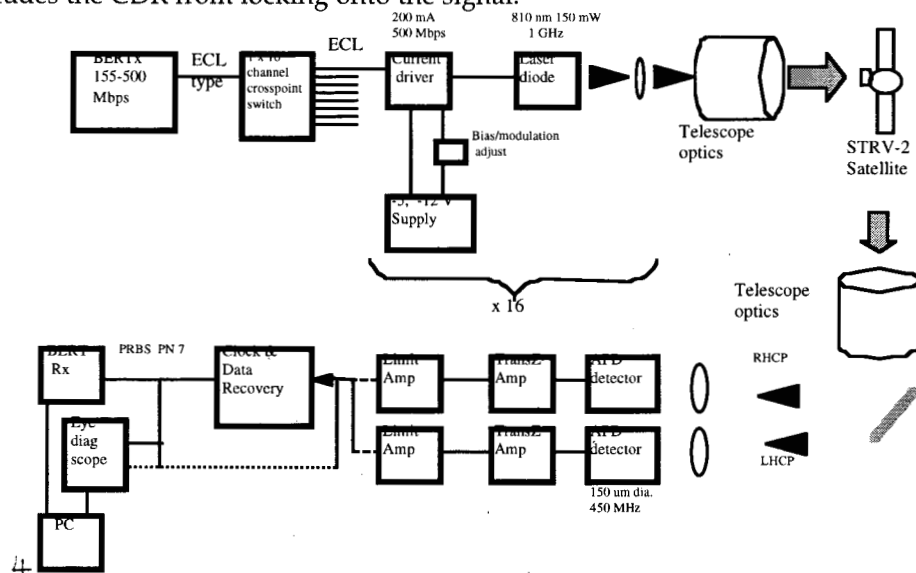 udes the CDR from locking onto the signal.
200 mA
500 Mbps
810 nm 150 mW
1 GHz
BERTx
155-500
Mbps
ECL
type
1 x 16
channel
crosspoint
switch
ECL
Current
driver
Laser
diode
Bias/modulation
adjust
-5, -12 V
Supply
Telescope
optics
STRV-2
Satellite
x 16
Telescope
optics
BERT
Rx
PRBS PN 7
Clock &
Data
Recovery
Limit
Amp
TransZ
Amp
APD
detector
RHCP
Eye
diag
scope
Limit
Amp
TransZ
Amp
APD
detector
LHCP
150 um dia.
450 MHz
PC
4